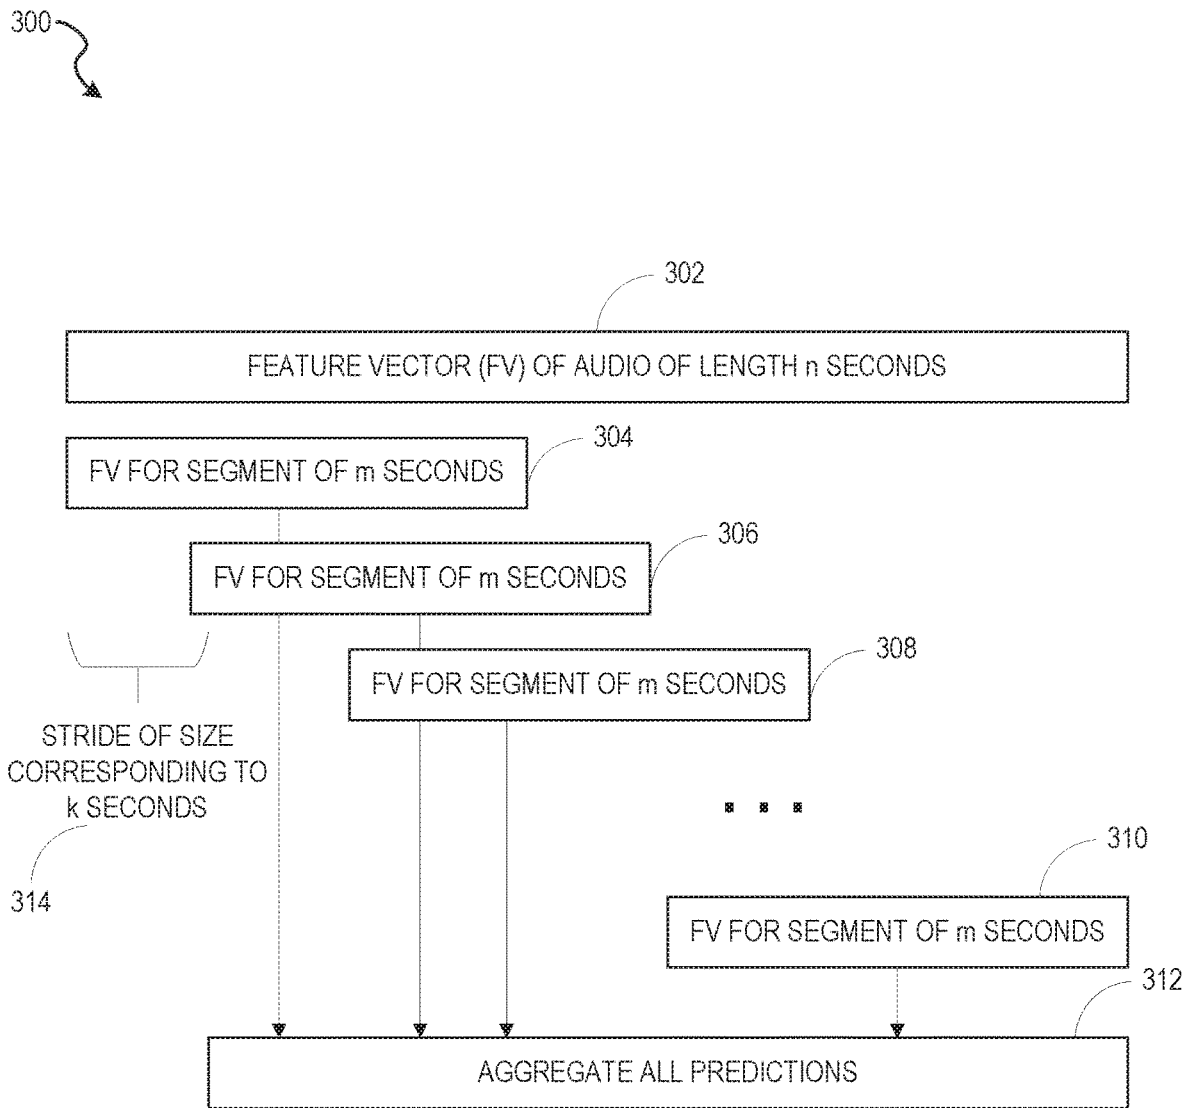 300
302
FEATURE VECTOR (FV) OF AUDIO OF LENGTH n SECONDS
304
FV FOR SEGMENT OF m SECONDS
306
FV FOR SEGMENT OF m SECONDS
308
FV FOR SEGMENT OF m SECONDS
STRIDE OF SIZE
CORRESPONDING TO
k SECONDS
314
310
FV FOR SEGMENT OF m SECONDS
312
AGGREGATE ALL PREDICTIONS